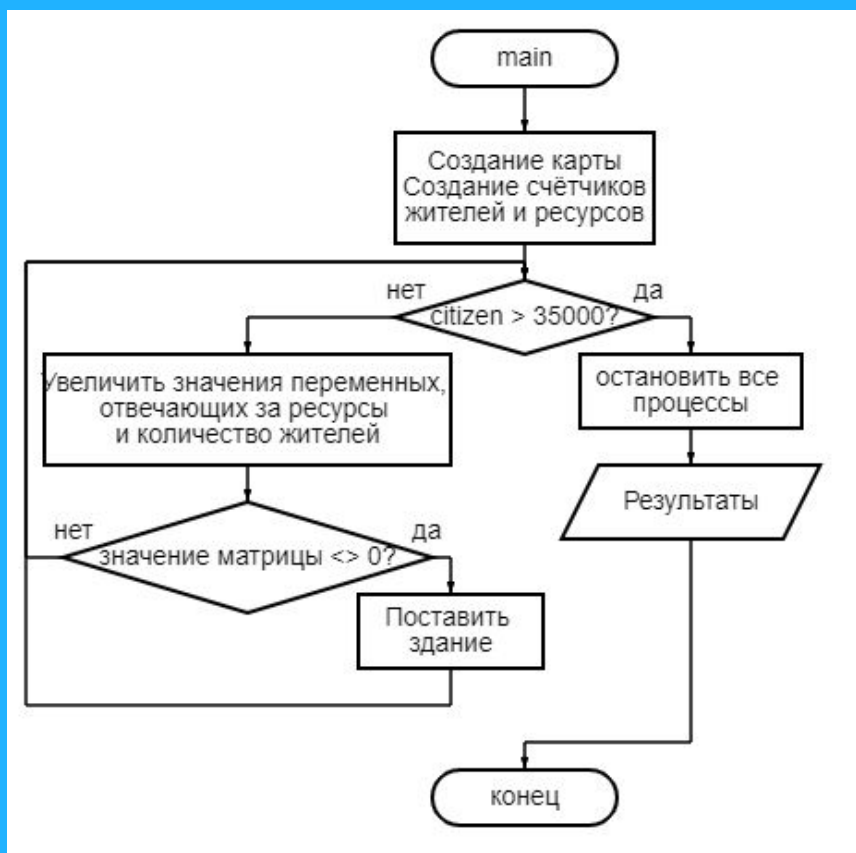 main
Создание карты
Создание счётчиков
жителей и ресурсов
нет
да
citizen > 35000?
Увеличить значения переменных,
отвечающих за ресурсы
и количество жителей
остановить все
процессы
Результаты
нет
да
значение матрицы <> 0?
Поставить
здание
конец